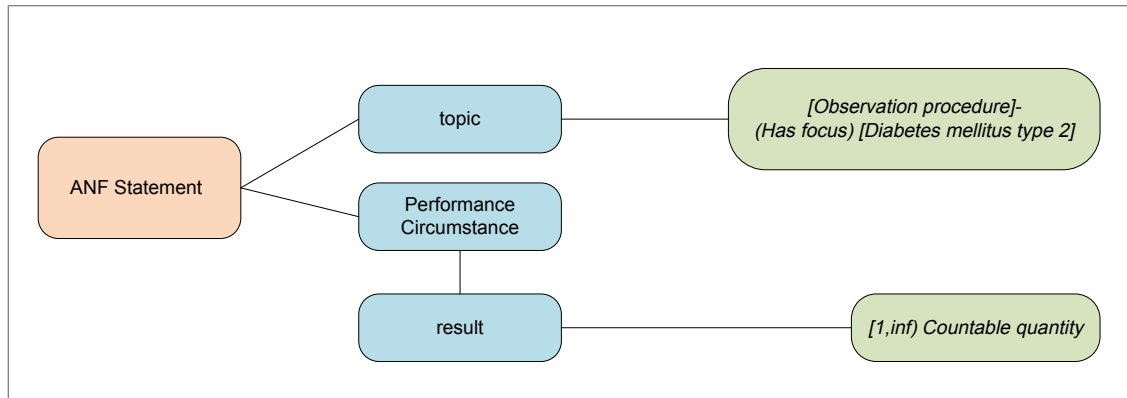 topic
[Observation procedure]-
(Has focus) [Diabetes mellitus type 2]
ANF Statement
Performance
Circumstance
result
[1,inf) Countable quantity